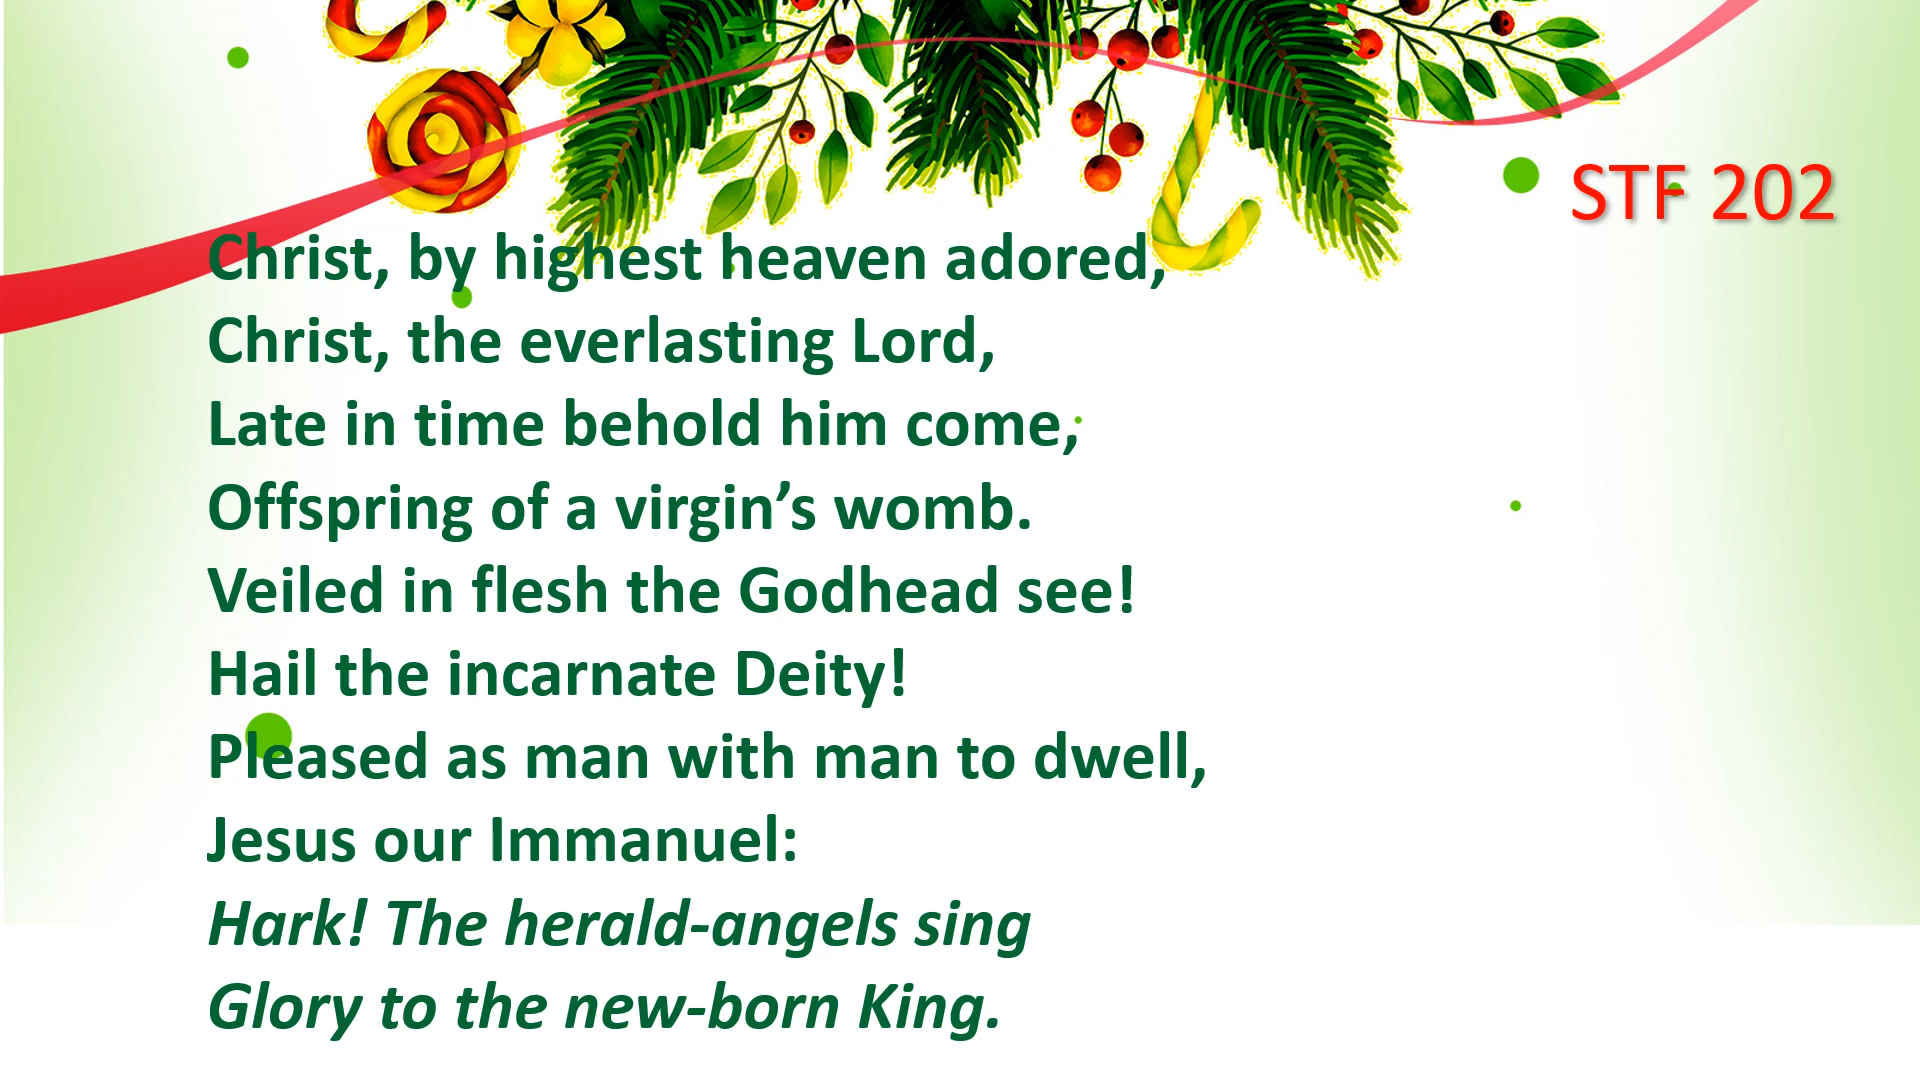 STF 202
Christ, by highest heaven adored,
Christ, the everlasting Lord,
Late in time behold him come,
Offspring of a virgin’s womb.
Veiled in flesh the Godhead see!
Hail the incarnate Deity!
Pleased as man with man to dwell,
Jesus our Immanuel:
Hark! The herald-angels sing
Glory to the new-born King.